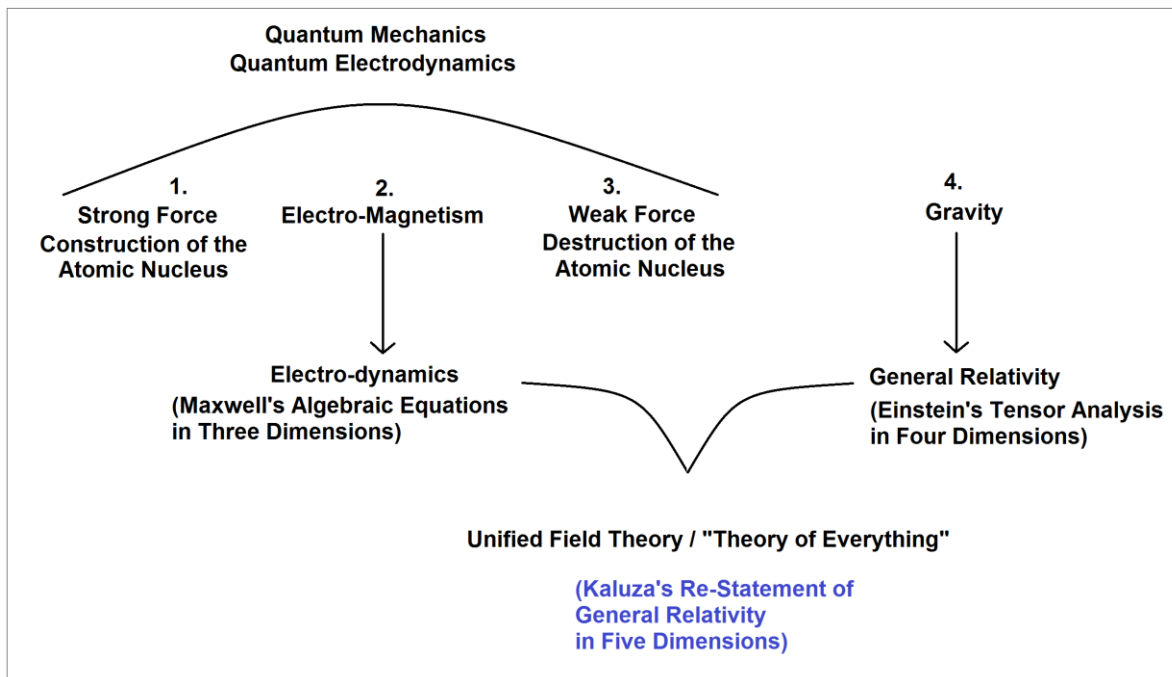 Quantum Mechanics
Quantum Electrodynamics
1.
Strong Force
Construction of the
Atomic Nucleus
2.
Electro-Magnetism
3.
Weak Force
Destruction of the
Atomic Nucleus
4.
Gravity
Electro-dynamics
(Maxwell's Algebraic Equations
in Three Dimensions)
General Relativity
(Einstein's Tensor Analysis
in Four Dimensions)
Unified Field Theory / "Theory of Everything"
(Kaluza's Re-Statement of
General Relativity
in Five Dimensions)